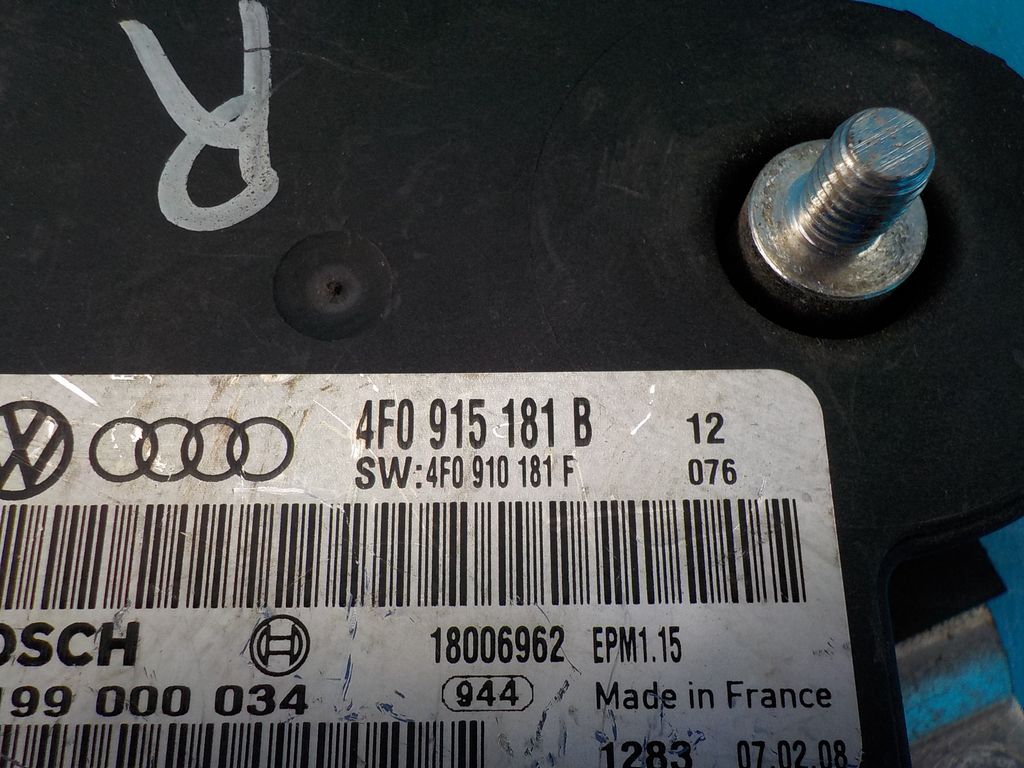 R
4F0 915 181 B 12
SW:4F0 910 181 F 076
OSCH 18006962 EPM1.15
199 000 034 944 Made in France
1283 07.02.08